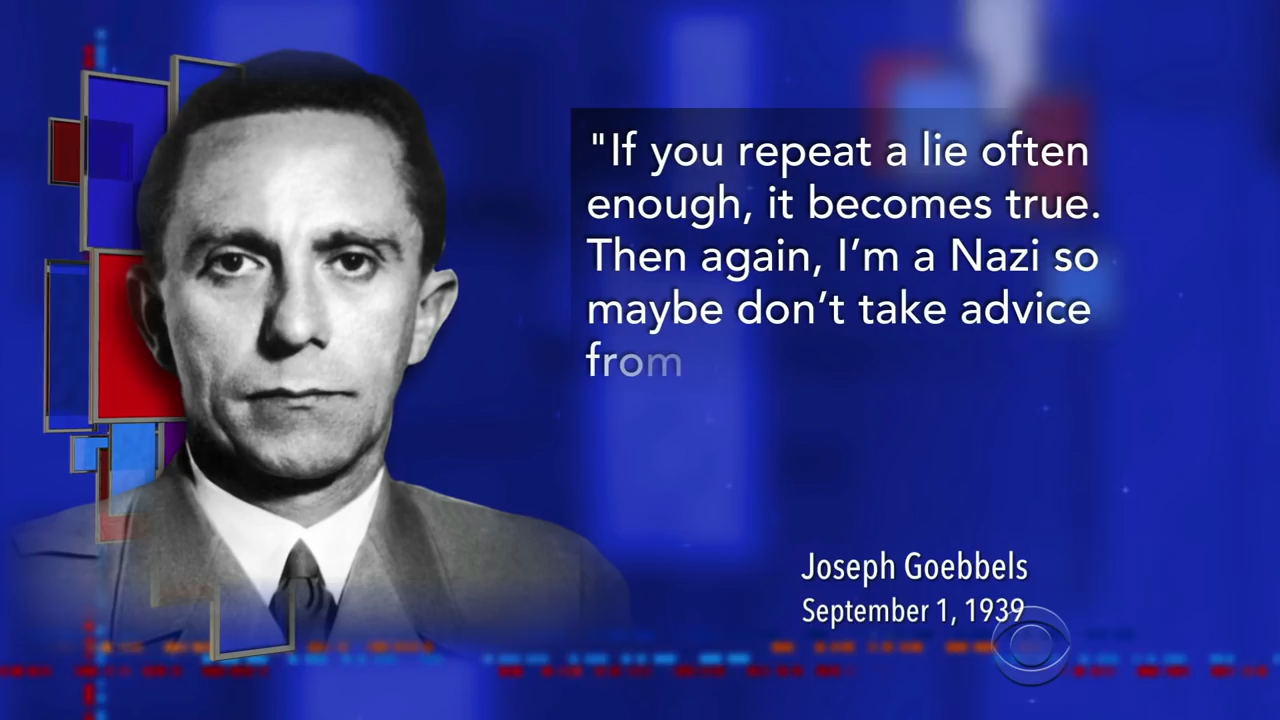 "If you repeat a lie often
enough, it becomes true.
Then again, I’m a Nazi so
maybe don’t take advice
from
Joseph Goebbels
September 1, 1939